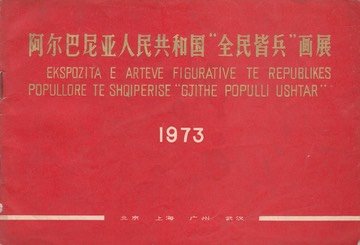 阿尔巴尼亚人民共和国“全民皆兵”画展
EKSPOZITA E ARTEVE FIGURATIVE TE REPUBLIKES
POPULLORE TE SHQIPERISE "GJITHE POPULLI USHTAR"
1973
北京 上海 广州 武汉